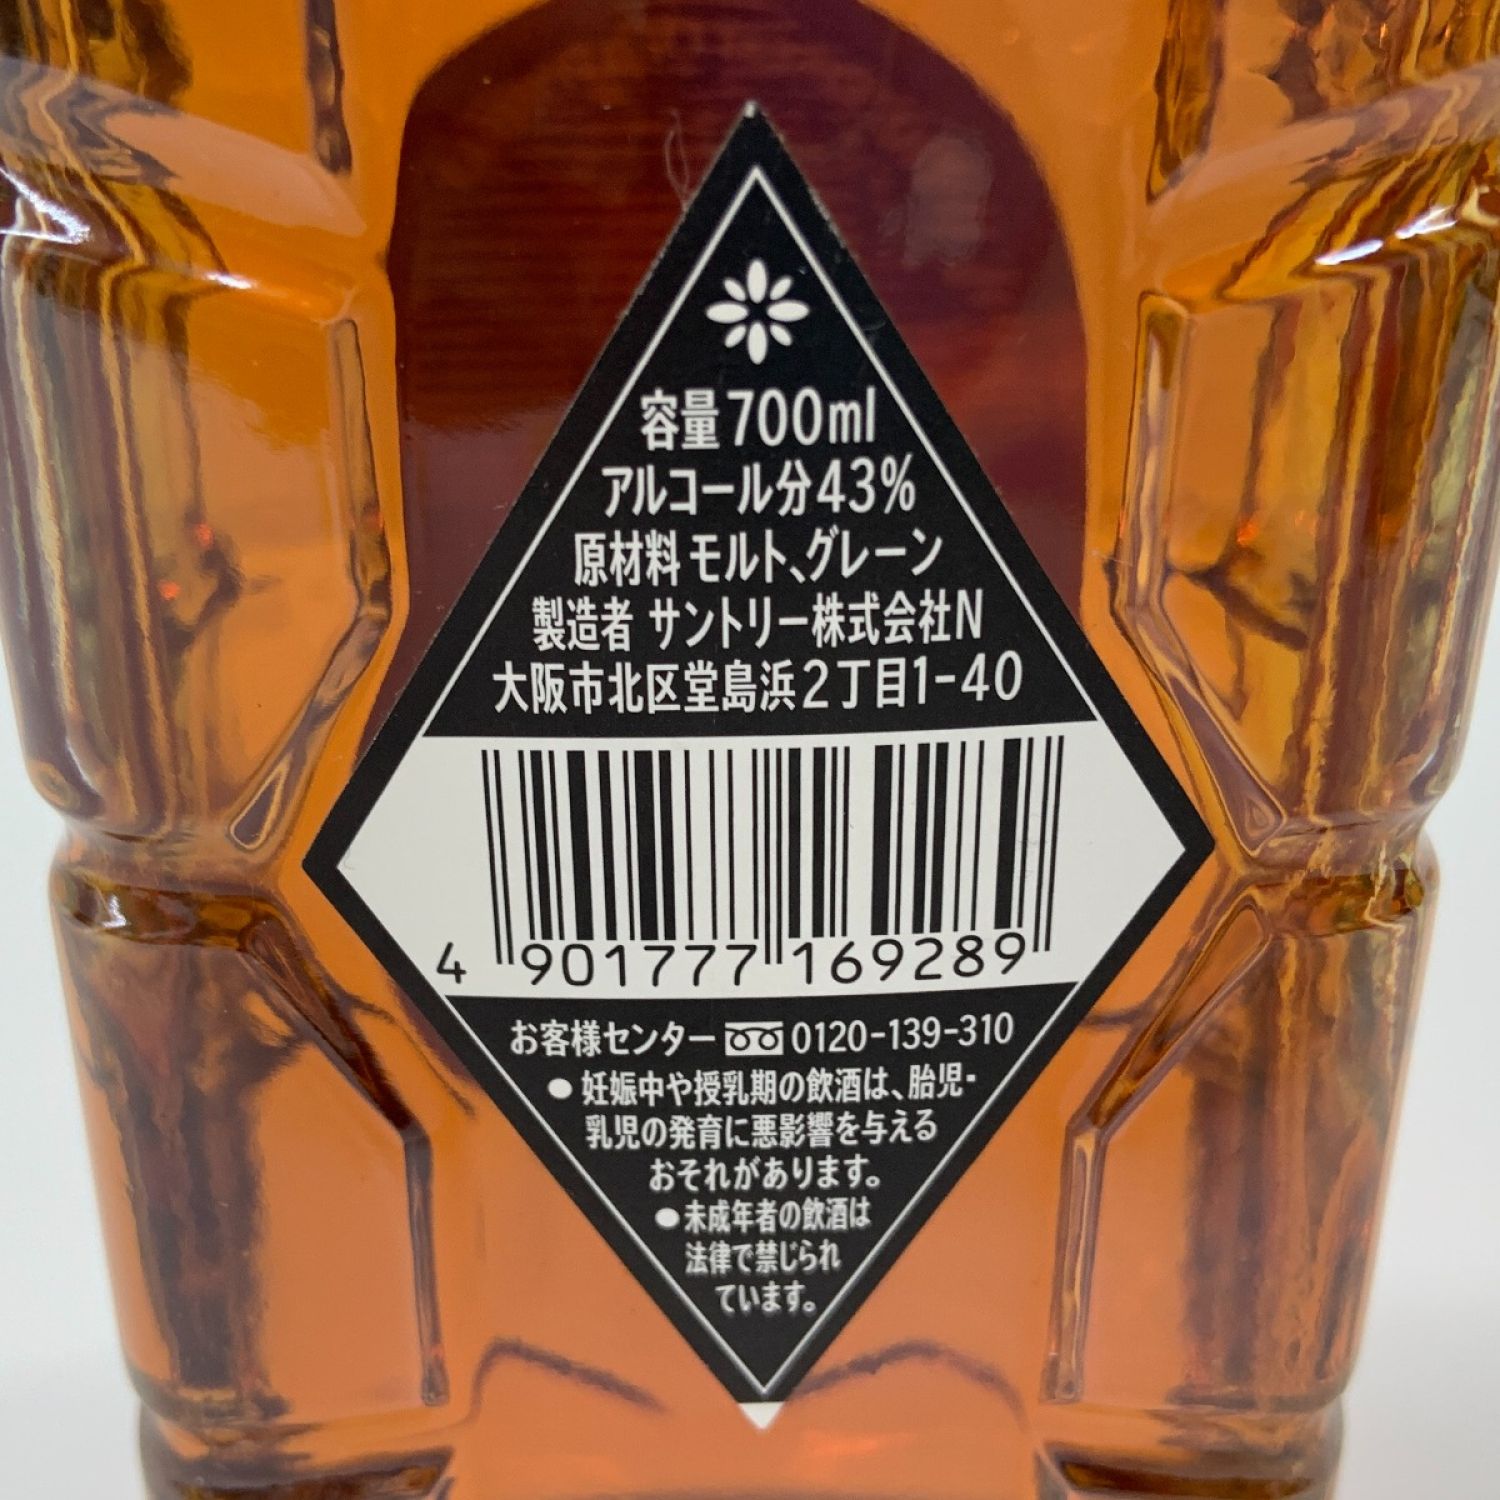 容量700ml
アルコール分43%
原材料 モルト、グレーン
製造者 サントリー株式会社N
大阪市北区堂島浜2丁目1-40
4 901777 169289
お客様センター 0120-139-310
●妊娠中や授乳期の飲酒は、胎児・
乳児の発育に悪影響を与える
おそれがあります。
●未成年者の飲酒は
法律で禁じられ
ています。